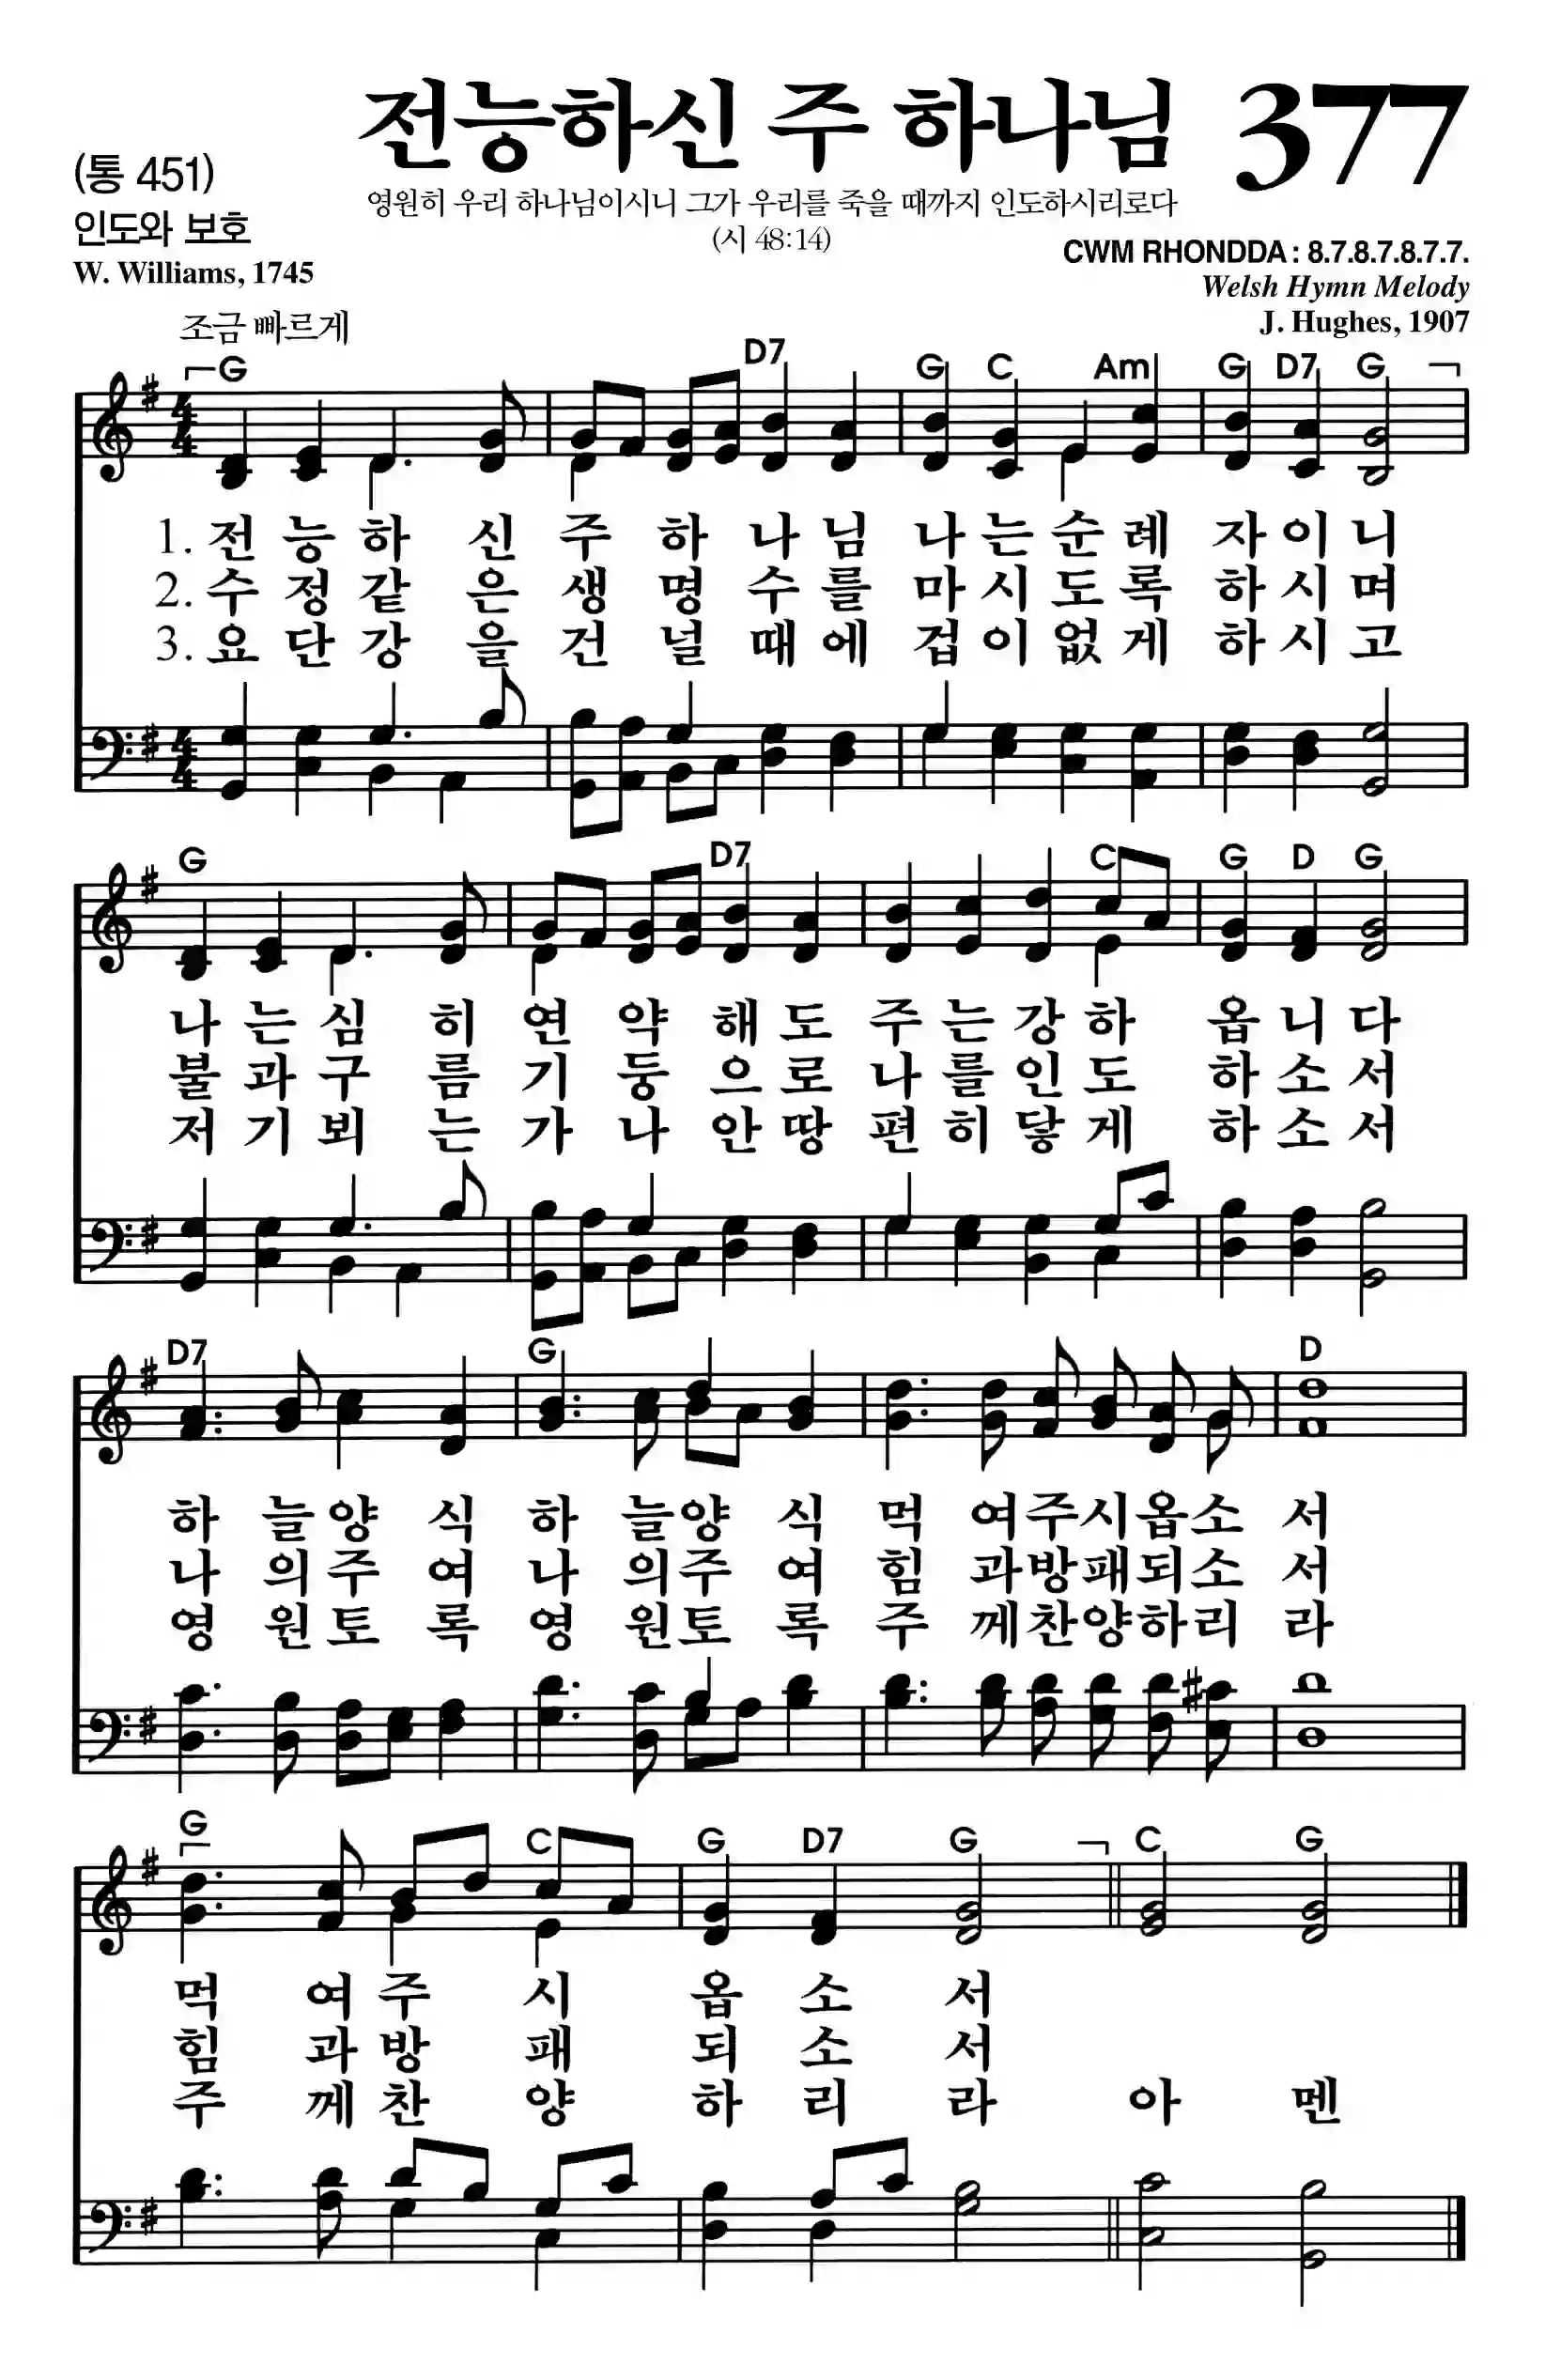 전능하신 주 하나님 377
(통 451)
영원히 우리 하나님이시니 그가 우리를 죽을 때까지 인도하시리로다
인도와 보호
(시 48:14)
CWM RHONDDA : 8.7.8.7.8.7.7.
W. Williams, 1745
Welsh Hymn Melody
J. Hughes, 1907
조금 빠르게
G D7 G C Am G D7 G
1. 전 능 하 신 주 하 나 님 나 는 순 례 자 이 니
2. 수 정 같 은 생 명 수 를 마 시 도 록 하 시 며
3. 요 단 강 을 건 널 때 에 겁 이 없 게 하 시 고
G D7 C G D G
나 는 심 히 연 약 해 도 주 는 강 하 옵 니 다
불 과 구 름 기 둥 으 로 나 를 인 도 하 소 서
저 기 뵈 는 가 나 안 땅 편 히 닿 게 하 소 서
D7 G D
하 늘 양 식 하 늘 양 식 먹 여 주 시 옵 소 서
나 의 주 여 나 의 주 여 힘 과 방 패 되 소 서
영 원 토 록 영 원 토 록 주 께 찬 양 하 리 라
G C G D7 G C G
먹 여 주 시 옵 소 서
힘 과 방 패 되 소 서
주 께 찬 양 하 리 라 아 멘